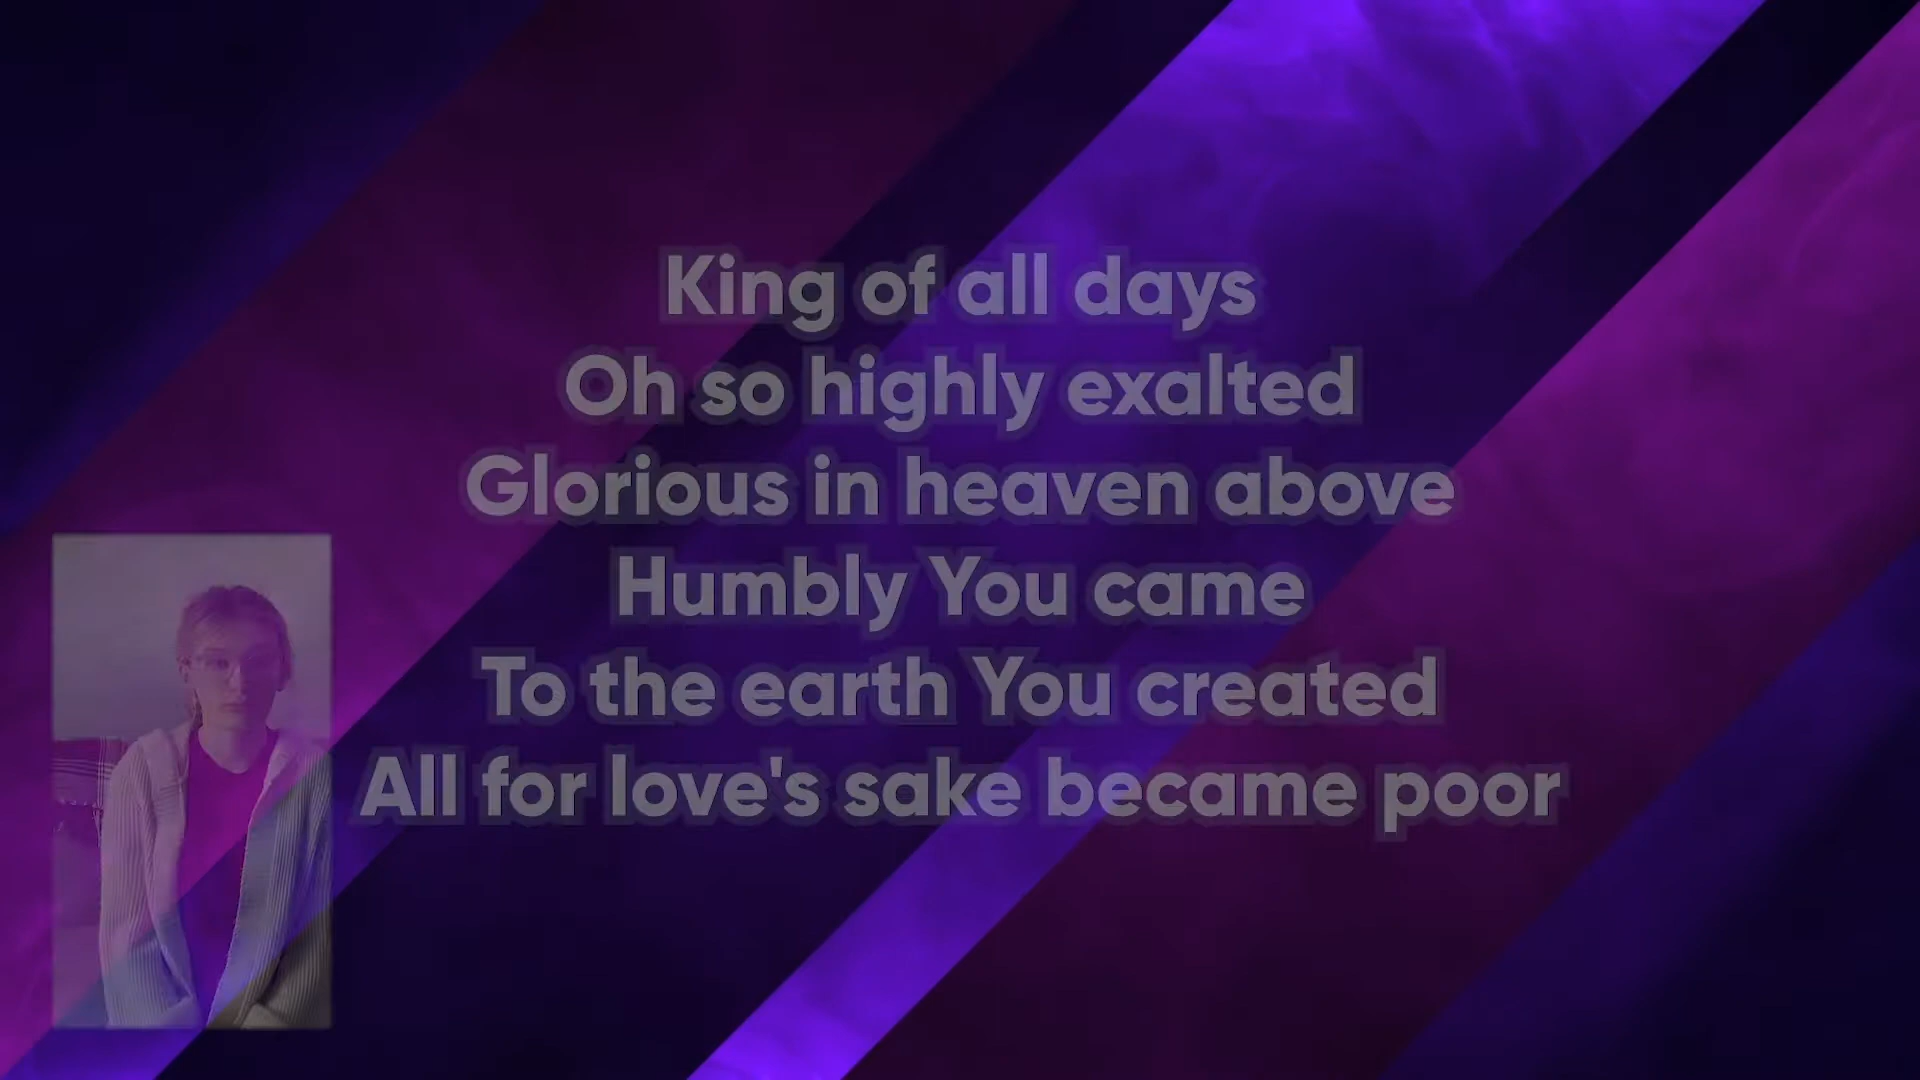 King of all days
Oh so highly exalted
Glorious in heaven above
Humbly You came
To the earth You created
All for love's sake became poor